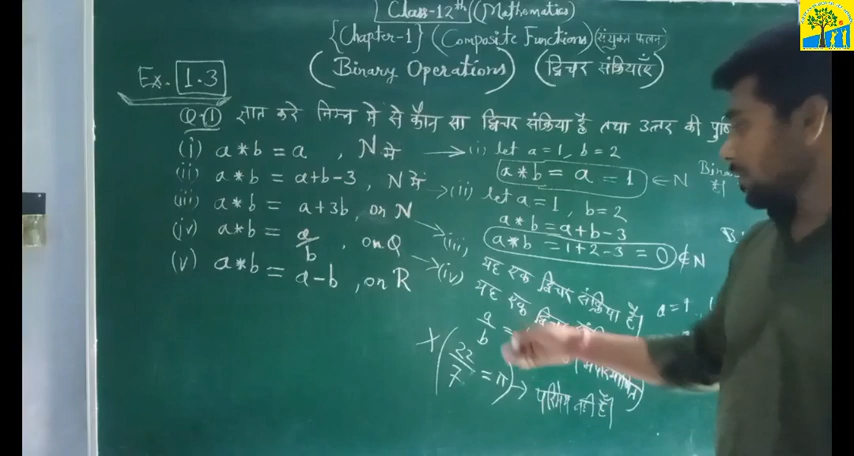 Class-12th (Mathematics)
{Chapter-1} (Composite Functions) (संयुक्त फलन)
(Binary Operations) (द्विचर संक्रियाएँ)
Ex. 1.3
Q.1 ज्ञात करे निम्न में से कौन सा द्विचर संक्रिया है तथा उत्तर की
(i) a*b = a , N में
(ii) a*b = a+b-3, N में
(iii) a*b = a+3b, on N
(iv) a*b = a/b , on Q
(v) a*b = a-b, on R
→ (i) let a=1, b=2
a*b = a = 1 ∈ N
→ (ii) let a=1, b=2
a*b = a+b-3
a*b = 1+2-3 = 0 ∉ N
(iii) यह एक द्विचर संक्रिया है।
a=1,
(iv) यह एक द्विचर
a/b =
(22/7 = π) → परिमेय नही है।